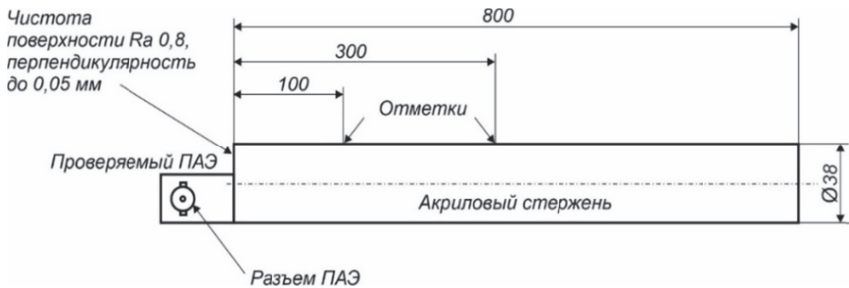 Чистота
поверхности Ra 0,8,
перпендикулярность
до 0,05 мм
800
300
100
Отметки
Проверяемый ПАЭ
Акриловый стержень
Ø38
Разъем ПАЭ